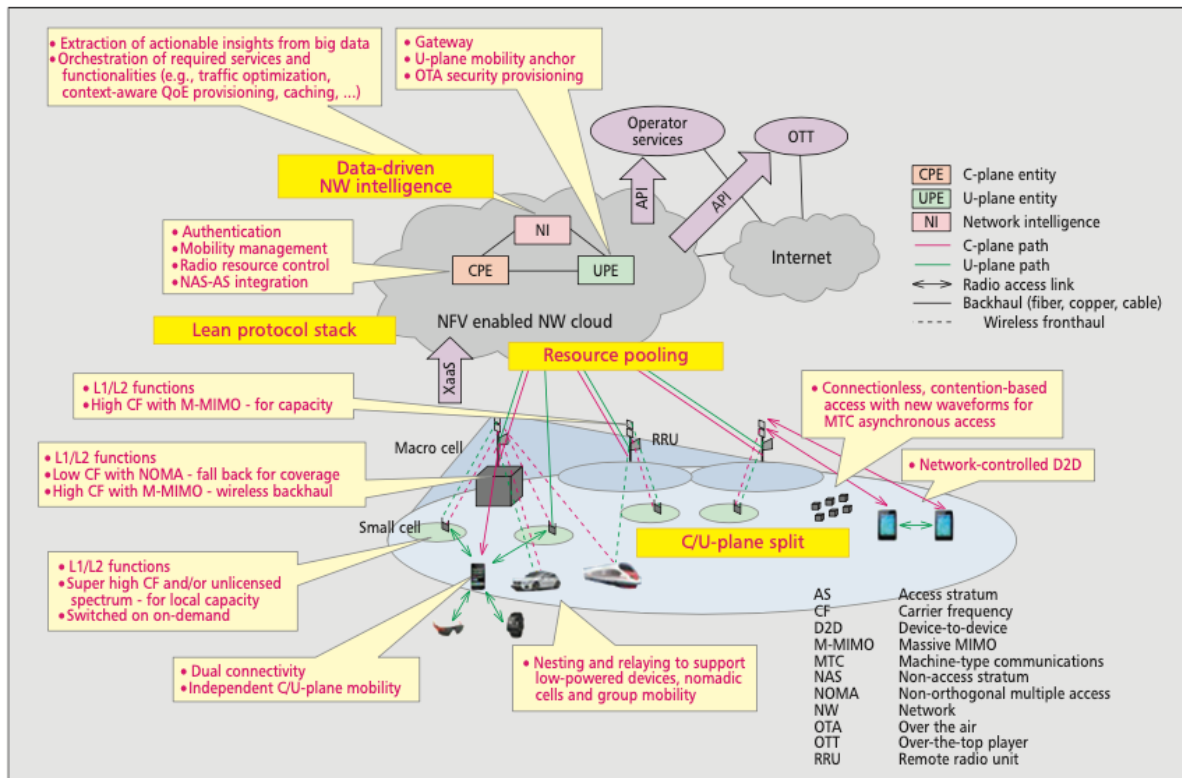 • Extraction of actionable insights from big data
• Orchestration of required services and
functionalities (e.g., traffic optimization,
context-aware QoE provisioning, caching, ...)
• Gateway
• U-plane mobility anchor
• OTA security provisioning
Operator
services
OTT
Data-driven
NW intelligence
API
API
CPE
C-plane entity
UPE
U-plane entity
NI
Network intelligence
C-plane path
U-plane path
Radio access link
Backhaul (fiber, copper, cable)
Wireless fronthaul
• Authentication
• Mobility management
• Radio resource control
• NAS-AS integration
NI
CPE
UPE
Internet
Lean protocol stack
NFV enabled NW cloud
Resource pooling
XaaS
• L1/L2 functions
• High CF with M-MIMO - for capacity
• Connectionless, contention-based
access with new waveforms for
MTC asynchronous access
Macro cell
RRU
• L1/L2 functions
• Low CF with NOMA - fall back for coverage
• High CF with M-MIMO - wireless backhaul
• Network-controlled D2D
Small cell
C/U-plane split
• L1/L2 functions
• Super high CF and/or unlicensed
spectrum - for local capacity
• Switched on on-demand
• Dual connectivity
• Independent C/U-plane mobility
• Nesting and relaying to support
low-powered devices, nomadic
cells and group mobility
AS Access stratum
CF Carrier frequency
D2D Device-to-device
M-MIMO Massive MIMO
MTC Machine-type communications
NAS Non-access stratum
NOMA Non-orthogonal multiple access
NW Network
OTA Over the air
OTT Over-the-top player
RRU Remote radio unit